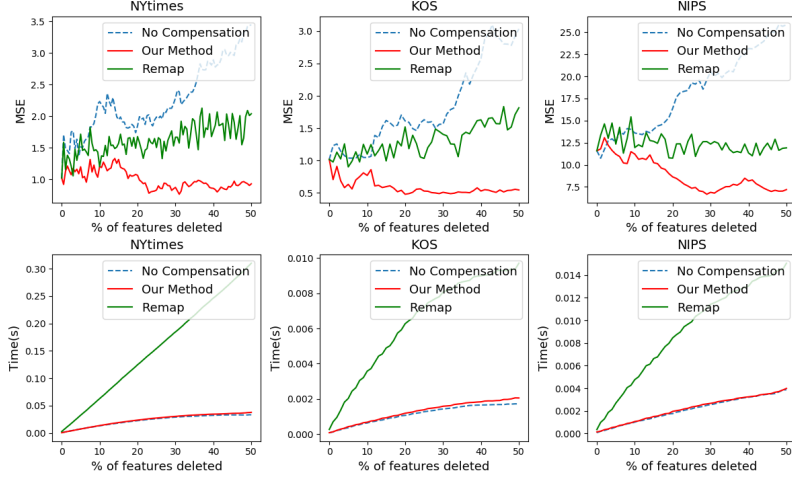 NYtimes
KOS
NIPS
3.5
3.0
2.5
2.0
1.5
1.0
MSE
No Compensation
Our Method
Remap
0 10 20 30 40 50
% of features deleted
3.5
3.0
2.5
2.0
1.5
1.0
0.5
MSE
No Compensation
Our Method
Remap
0 10 20 30 40 50
% of features deleted
25.0
22.5
20.0
17.5
15.0
12.5
10.0
7.5
MSE
No Compensation
Our Method
Remap
0 10 20 30 40 50
% of features deleted
NYtimes
KOS
NIPS
0.30
0.25
0.20
0.15
0.10
0.05
0.00
Time(s)
No Compensation
Our Method
Remap
0 10 20 30 40 50
% of features deleted
0.010
0.008
0.006
0.004
0.002
0.000
Time(s)
No Compensation
Our Method
Remap
0 10 20 30 40 50
% of features deleted
0.014
0.012
0.010
0.008
0.006
0.004
0.002
0.000
Time(s)
No Compensation
Our Method
Remap
0 10 20 30 40 50
% of features deleted